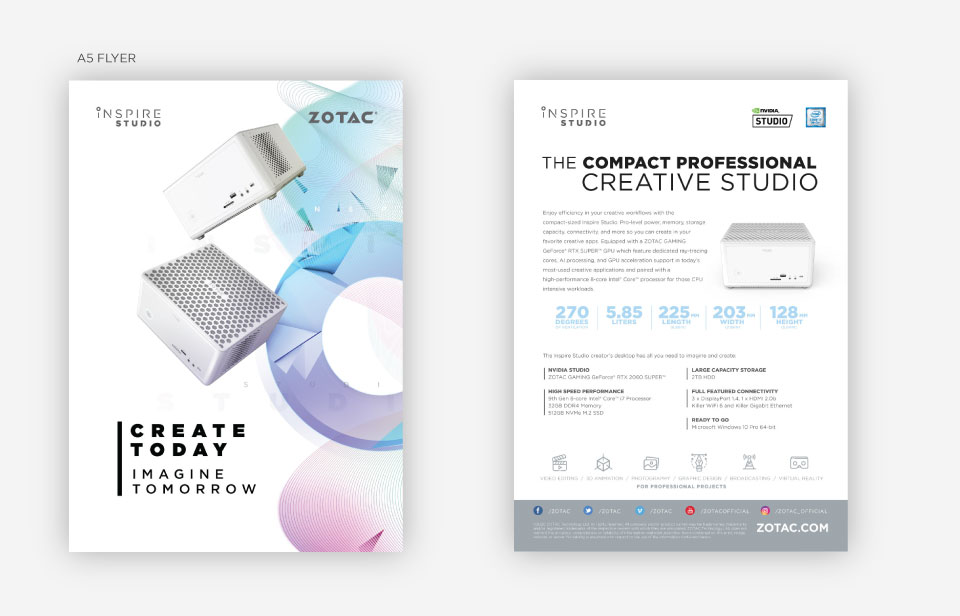 A5 FLYER
INSPIRE
STUDIO
ZOTAC
I N S P
S T U D I
S T U D I
CREATE
TODAY
IMAGINE
TOMORROW
INSPIRE
STUDIO
NVIDIA.
STUDIO
THE COMPACT PROFESSIONAL
CREATIVE STUDIO
Enjoy efficiency in your creative workflows with the
compact-sized Inspire Studio. Pro-level power, memory, storage
capacity, connectivity, and more so you can create in your
favorite creative apps. Equipped with a ZOTAC GAMING
GeForce® RTX SUPER™ GPU which feature dedicated ray-tracing
cores, AI processing, and GPU acceleration support in today's
most-used creative applications and paired with a
high-performance 8-core Intel® Core™ processor for those CPU
intensive workloads.
270 5.85 225MM 203MM 128MM
DEGREES LITERS LENGTH WIDTH HEIGHT
The Inspire Studio creator's desktop has all you need to imagine and create:
NVIDIA STUDIO
ZOTAC GAMING GeForce® RTX 2060 SUPER™
HIGH SPEED PERFORMANCE
9th Gen 8-core Intel® Core™ i7 Processor
32GB DDR4 Memory
512GB NVMe M.2 SSD
LARGE CAPACITY STORAGE
2TB HDD
FULL FEATURED CONNECTIVITY
3 x DisplayPort 1.4, 1 x HDMI 2.0b
Killer WiFi 6 and Killer Gigabit Ethernet
READY TO GO
Microsoft Windows 10 Pro 64-bit
VIDEO EDITING / 3D ANIMATION / PHOTOGRAPHY / GRAPHIC DESIGN / BROADCASTING / VIRTUAL REALITY
FOR PROFESSIONAL PROJECTS
/ZOTAC /ZOTAC /ZOTAC /ZOTACOFFICIAL /ZOTAC_OFFICIAL
ZOTAC.COM